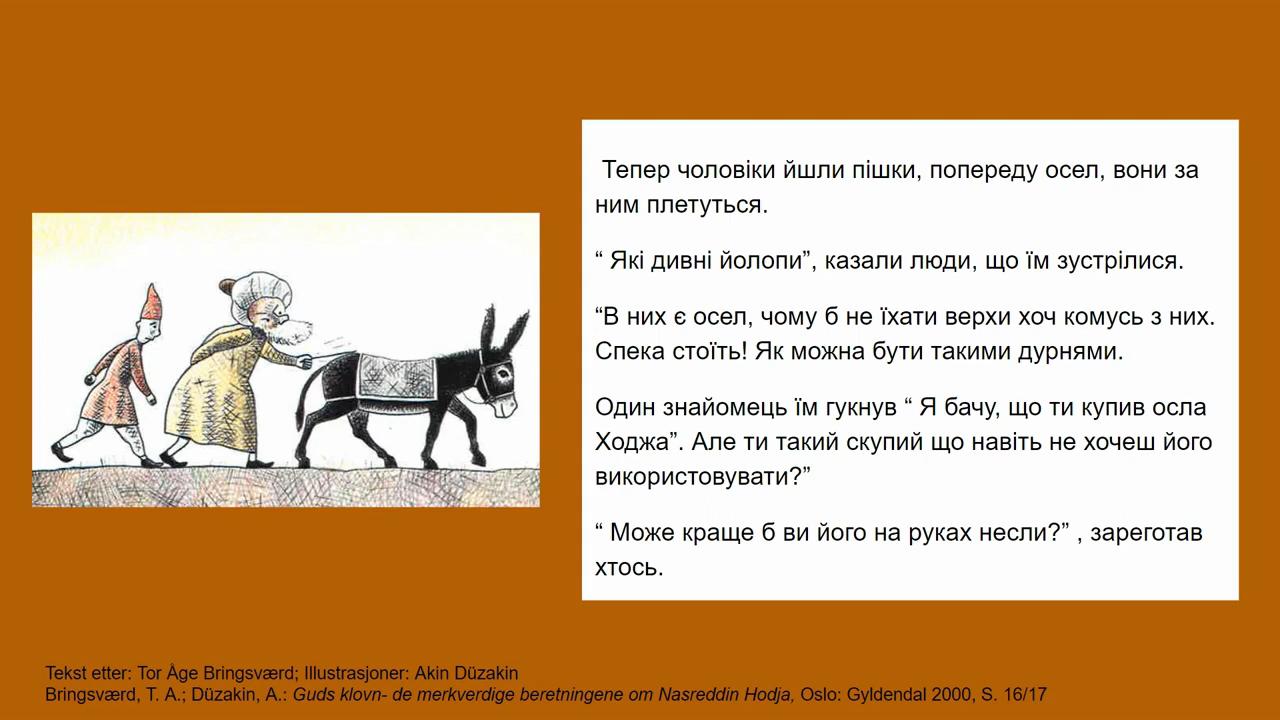 Тепер чоловіки йшли пішки, попереду осел, вони за
ним плетуться.
“ Які дивні йолопи”, казали люди, що їм зустрілися.
“В них є осел, чому б не їхати верхи хоч комусь з них.
Спека стоїть! Як можна бути такими дурнями.
Один знайомець їм гукнув “ Я бачу, що ти купив осла
Ходжа”. Але ти такий скупий що навіть не хочеш його
використовувати?”
“ Може краще б ви його на руках несли?” , зареготав
хтось.
Tekst etter: Tor Åge Bringsværd; Illustrasjoner: Akin Düzakin
Bringsværd, T. A.; Düzakin, A.: Guds klovn- de merkverdige beretningene om Nasreddin Hodja, Oslo: Gyldendal 2000, S. 16/17